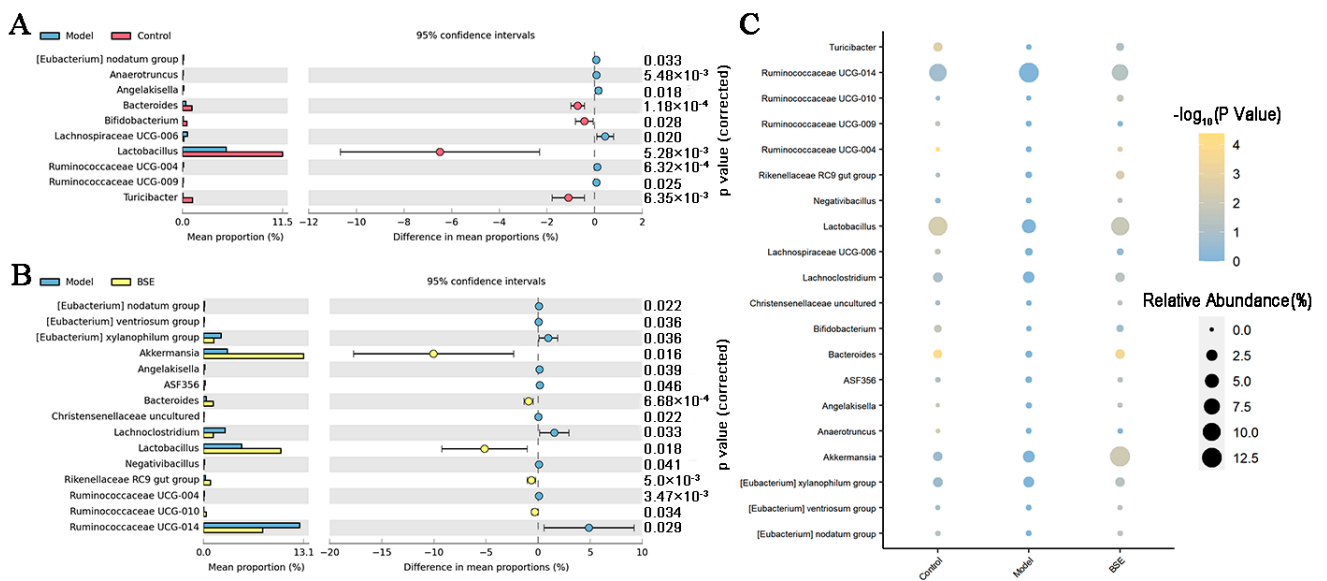 A
Model
Control
95% confidence intervals
[Eubacterium] nodatum group
0.033
Anaerotruncus
5.48×10⁻³
Angelakisella
0.018
Bacteroides
1.18×10⁻⁴
Bifidobacterium
0.028
Lachnospiraceae UCG-006
0.020
Lactobacillus
5.28×10⁻³
Ruminococcaceae UCG-004
6.32×10⁻⁴
Ruminococcaceae UCG-009
0.025
Turicibacter
6.35×10⁻³
p value (corrected)
0.0 11.5
−12 −10 −8 −6 −4 −2 0 2
Mean proportion (%)
Difference in mean proportions (%)
B
Model
BSE
95% confidence intervals
[Eubacterium] nodatum group
0.022
[Eubacterium] ventriosum group
0.036
[Eubacterium] xylanophilum group
0.036
Akkermansia
0.016
Angelakisella
0.039
ASF356
0.046
Bacteroides
6.68×10⁻⁴
Christensenellaceae uncultured
0.022
Lachnoclostridium
0.033
Lactobacillus
0.018
Negativibacillus
0.041
Rikenellaceae RC9 gut group
5.0×10⁻³
Ruminococcaceae UCG-004
3.47×10⁻³
Ruminococcaceae UCG-010
0.034
Ruminococcaceae UCG-014
0.029
p value (corrected)
0.0 13.1
−20 −15 −10 −5 0 5 10
Mean proportion (%)
Difference in mean proportions (%)
C
Turicibacter
Ruminococcaceae UCG-014
Ruminococcaceae UCG-010
Ruminococcaceae UCG-009
Ruminococcaceae UCG-004
Rikenellaceae RC9 gut group
Negativibacillus
Lactobacillus
Lachnospiraceae UCG-006
Lachnoclostridium
Christensenellaceae uncultured
Bifidobacterium
Bacteroides
ASF356
Angelakisella
Anaerotruncus
Akkermansia
[Eubacterium] xylanophilum group
[Eubacterium] ventriosum group
[Eubacterium] nodatum group
Control
Model
BSE
-log₁₀(P Value)
4
3
2
1
0
Relative Abundance(%)
0.0
2.5
5.0
7.5
10.0
12.5